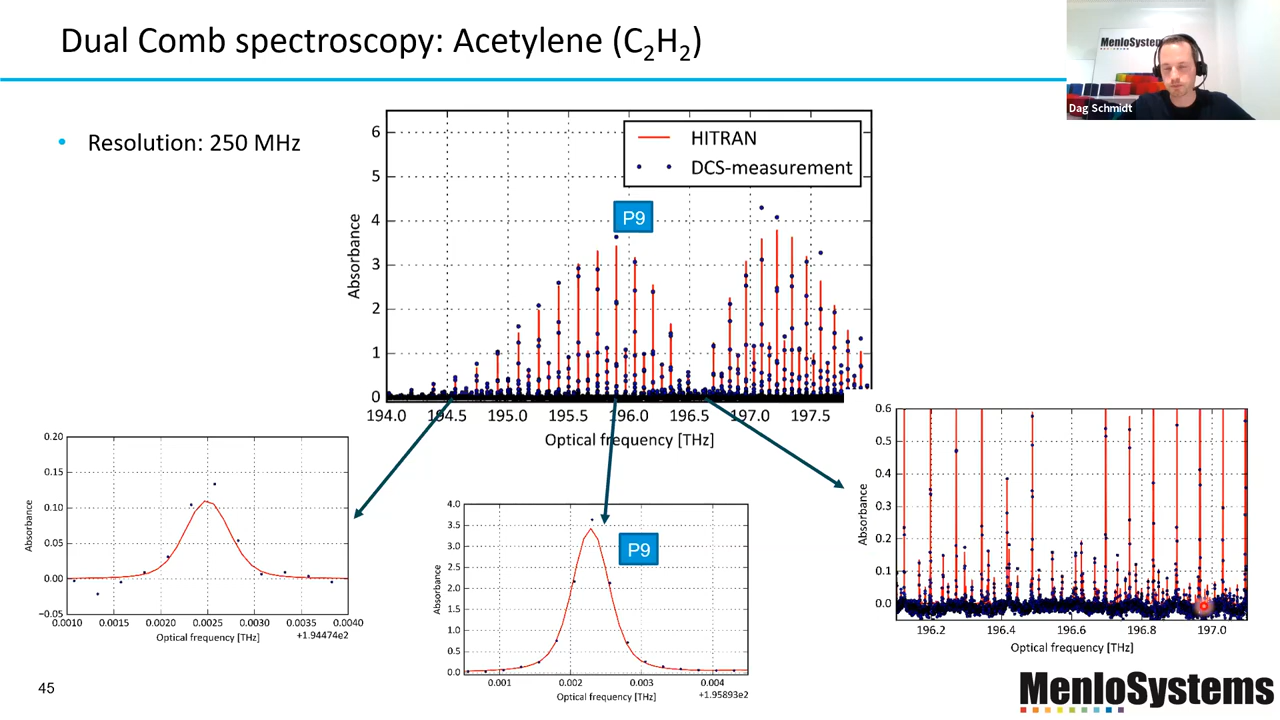 Dual Comb spectroscopy: Acetylene (C₂H₂)
MenloSystems
Dag Schmidt
• Resolution: 250 MHz
HITRAN
DCS-measurement
P9
Absorbance
6
5
4
3
2
1
0
194.0 194.5 195.0 195.5 196.0 196.5 197.0 197.5
Optical frequency [THz]
Absorbance
0.20
0.15
0.10
0.05
0.00
−0.05
0.0010 0.0015 0.0020 0.0025 0.0030 0.0035 0.0040
Optical frequency [THz]
+1.94474e2
Absorbance
4.0
3.5
3.0
2.5
2.0
1.5
1.0
0.5
0.0
P9
0.001 0.002 0.003 0.004
Optical frequency [THz]
+1.95893e2
Absorbance
0.6
0.5
0.4
0.3
0.2
0.1
0.0
196.2 196.4 196.6 196.8 197.0
Optical frequency [THz]
45
MenloSystems